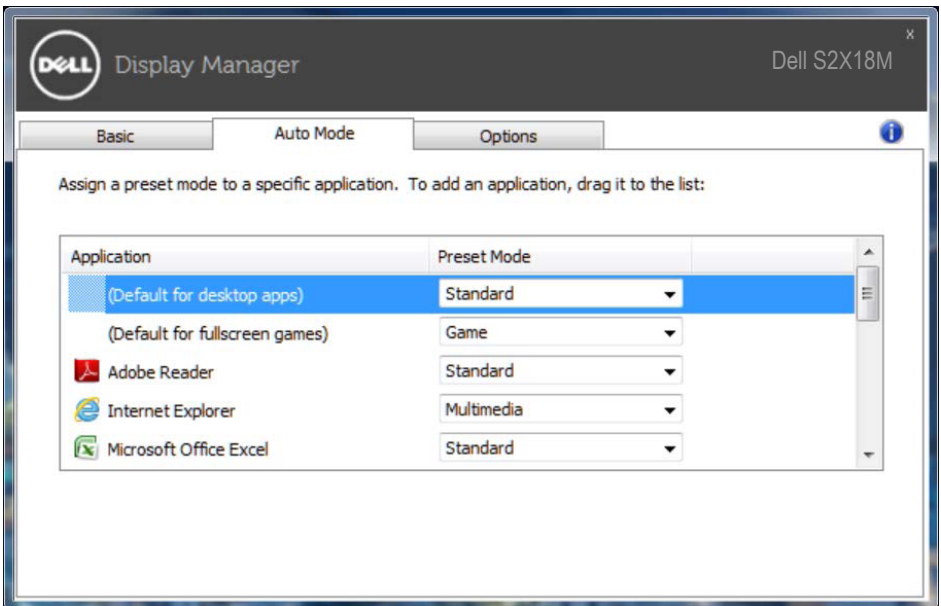 x
DELL Display Manager Dell S2X18M
Basic Auto Mode Options i
Assign a preset mode to a specific application. To add an application, drag it to the list:
Application Preset Mode
(Default for desktop apps) Standard
(Default for fullscreen games) Game
Adobe Reader Standard
Internet Explorer Multimedia
Microsoft Office Excel Standard